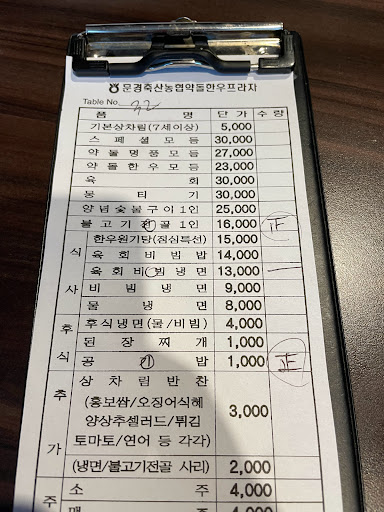 문경축산농협약돌한우프라자
Table No. 32
품 명 단 가 수 량
기본상차림(7세이상) 5,000
스 페 셜 모 듬 30,000
약 돌 명 품 모 듬 27,000
약 돌 한 우 모 듬 23,000
육 회 30,000
뭉 티 기 30,000
양념숯불구이1인 25,000
불고기전골1인 16,000 正
식 사
한우원기탕(점심특선) 15,000
육 회 비 빔 밥 14,000
육회비빔냉면 13,000 一
비 빔 냉 면 9,000
물 냉 면 8,000
후 식
후식냉면(물/비빔) 4,000
된 장 찌 개 1,000
공 기 밥 1,000 正
추 가
상 차 림 반 찬
(홍보쌈/오징어식혜
양상추샐러드/튀김
토마토/연어 등 각각) 3,000
(냉면/불고기전골 사리) 2,000
주
소 주 4,000
맥 4,000